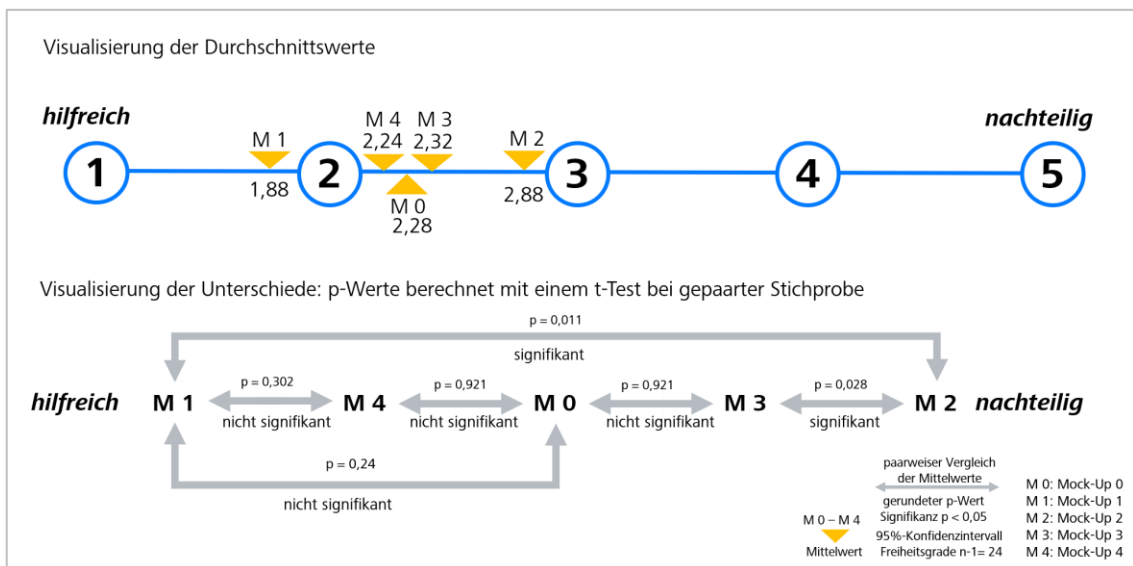 Visualisierung der Durchschnittswerte
hilfreich
nachteilig
M 1
M 4
2,24
M 3
2,32
M 2
1
2
3
4
5
1,88
M 0
2,28
2,88
Visualisierung der Unterschiede: p-Werte berechnet mit einem t-Test bei gepaarter Stichprobe
p = 0,011
signifikant
p = 0,302
p = 0,921
p = 0,921
p = 0,028
hilfreich M 1 M 4 M 0 M 3 M 2 nachteilig
nicht signifikant
nicht signifikant
nicht signifikant
signifikant
p = 0,24
nicht signifikant
M 0 – M 4
Mittelwert
paarweiser Vergleich
der Mittelwerte
gerundeter p-Wert
Signifikanz p < 0,05
95%-Konfidenzintervall
Freiheitsgrade n-1= 24
M 0: Mock-Up 0
M 1: Mock-Up 1
M 2: Mock-Up 2
M 3: Mock-Up 3
M 4: Mock-Up 4